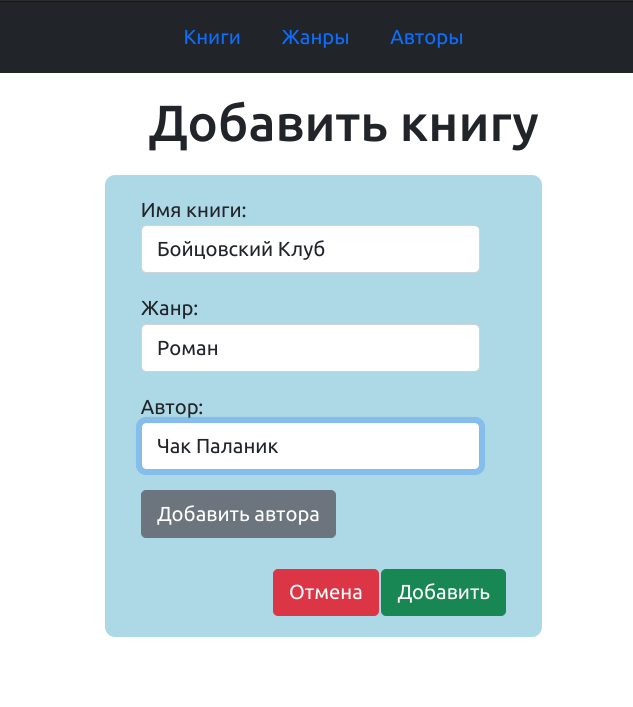 Книги Жанры Авторы
Добавить книгу
Имя книги:
Бойцовский Клуб
Жанр:
Роман
Автор:
Чак Паланик
Добавить автора
Отмена Добавить